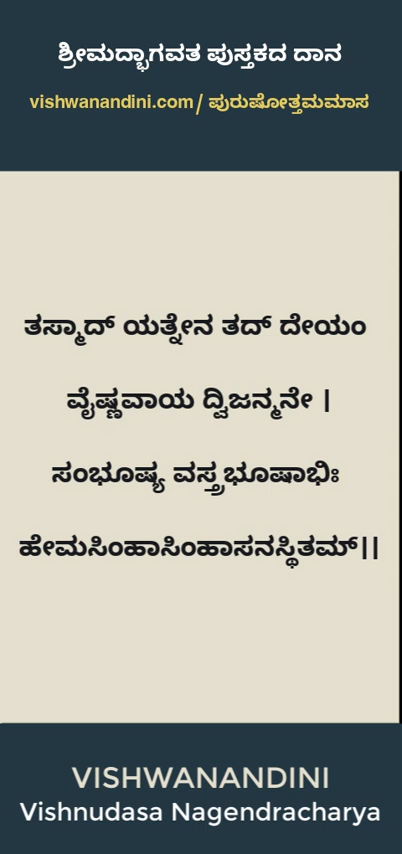 ಶ್ರೀಮದ್ಭಾಗವತ ಪುಸ್ತಕದ ದಾನ
vishwanandini.com/ ಪುರುಷೋತ್ತಮಮಾಸ
ತಸ್ಮಾದ್ ಯತ್ನೇನ ತದ್ ದೇಯಂ
ವೈಷ್ಣವಾಯ ದ್ವಿಜನ್ಮನೇ |
ಸಂಭೂಷ್ಯ ವಸ್ತ್ರಭೂಷಾಭಿಃ
ಹೇಮಸಿಂಹಾಸಿಂಹಾಸನಸ್ಥಿತಮ್||
VISHWANANDINI
Vishnudasa Nagendracharya